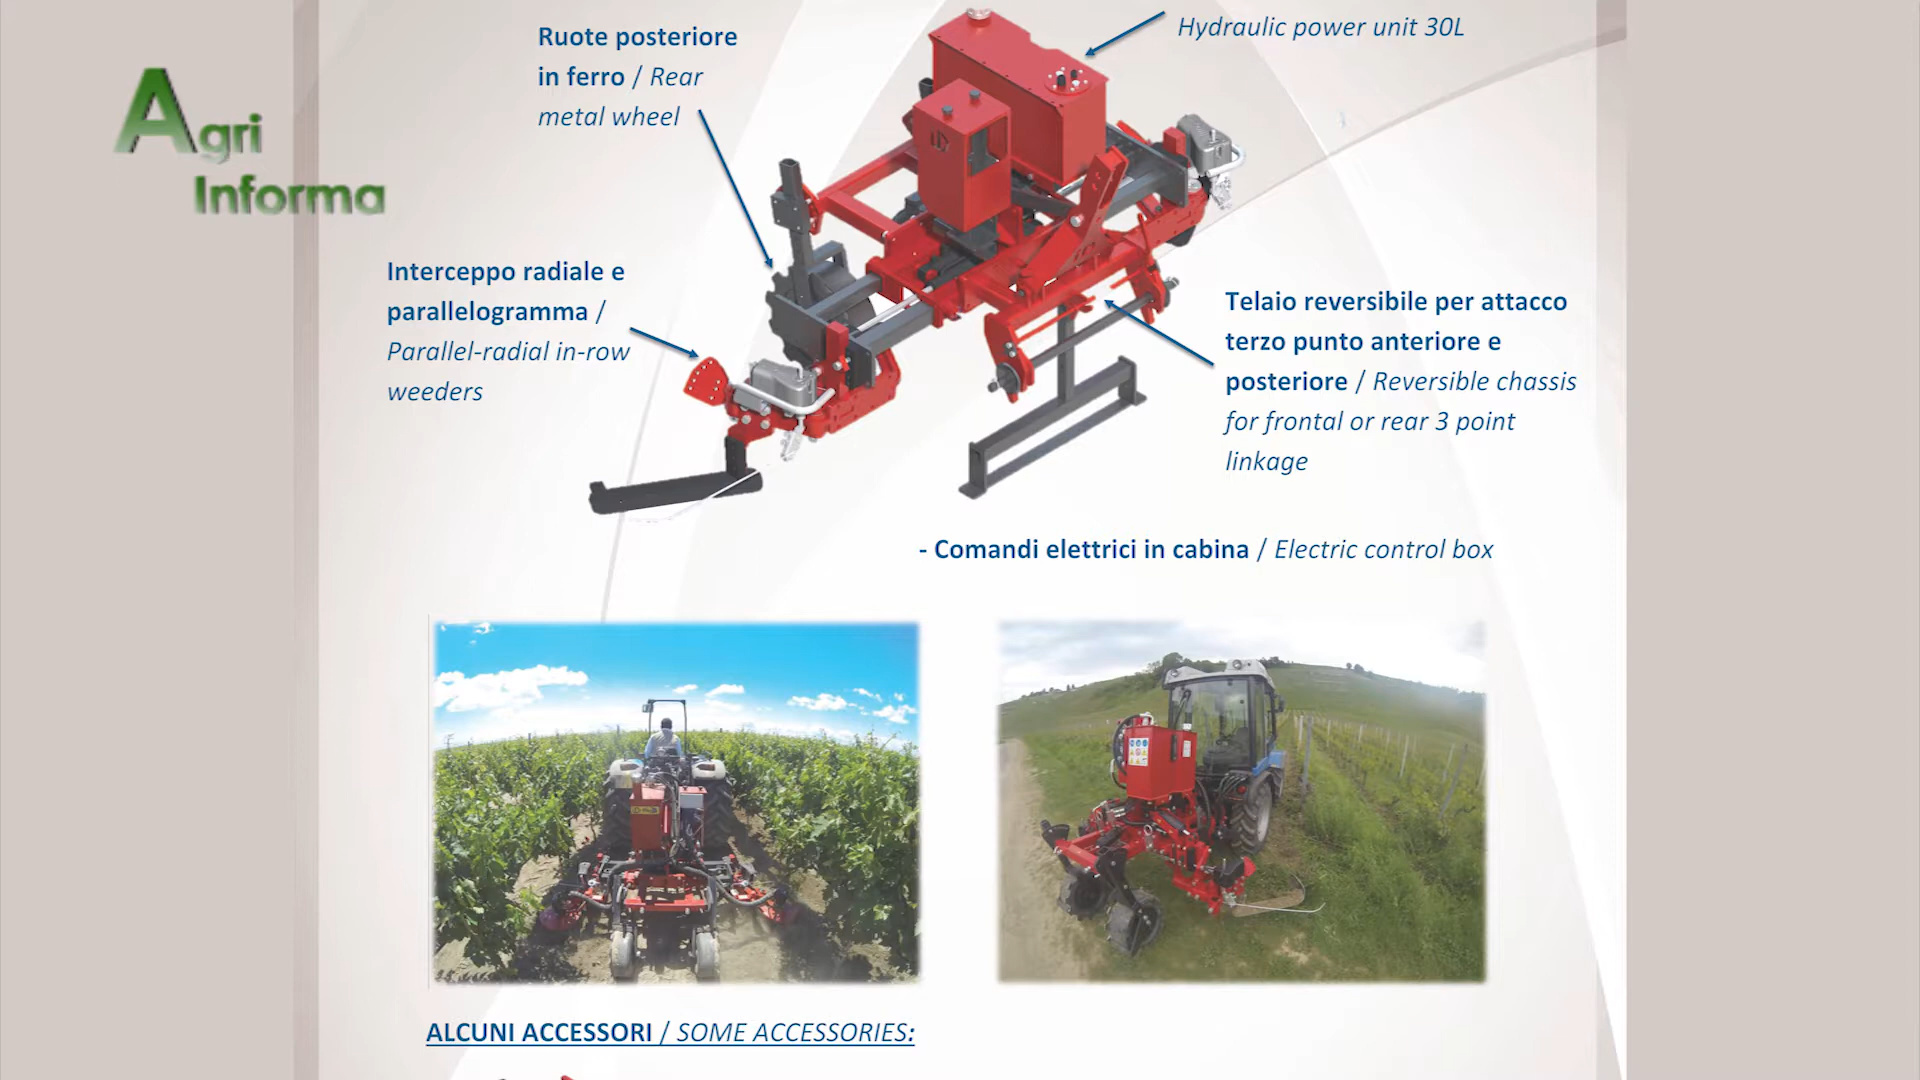 Hydraulic power unit 30L
Ruote posteriore
in ferro / Rear
metal wheel
Agri
Informa
Interceppo radiale e
parallelogramma /
Parallel-radial in-row
weeders
Telaio reversibile per attacco
terzo punto anteriore e
posteriore / Reversible chassis
for frontal or rear 3 point
linkage
- Comandi elettrici in cabina / Electric control box
ALCUNI ACCESSORI / SOME ACCESSORIES: